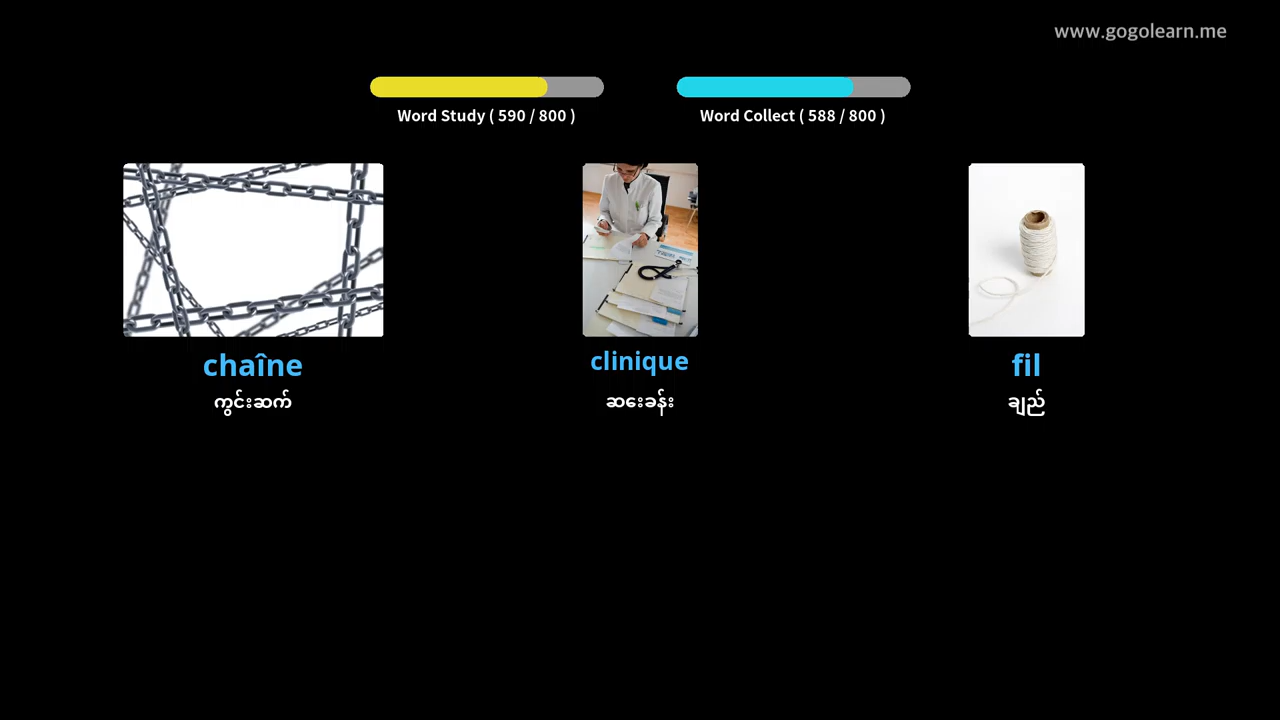 www.gogolearn.me
Word Study ( 590 / 800 )
Word Collect ( 588 / 800 )
chaîne
ကွင်းဆက်
clinique
ဆေးခန်း
fil
ချည်